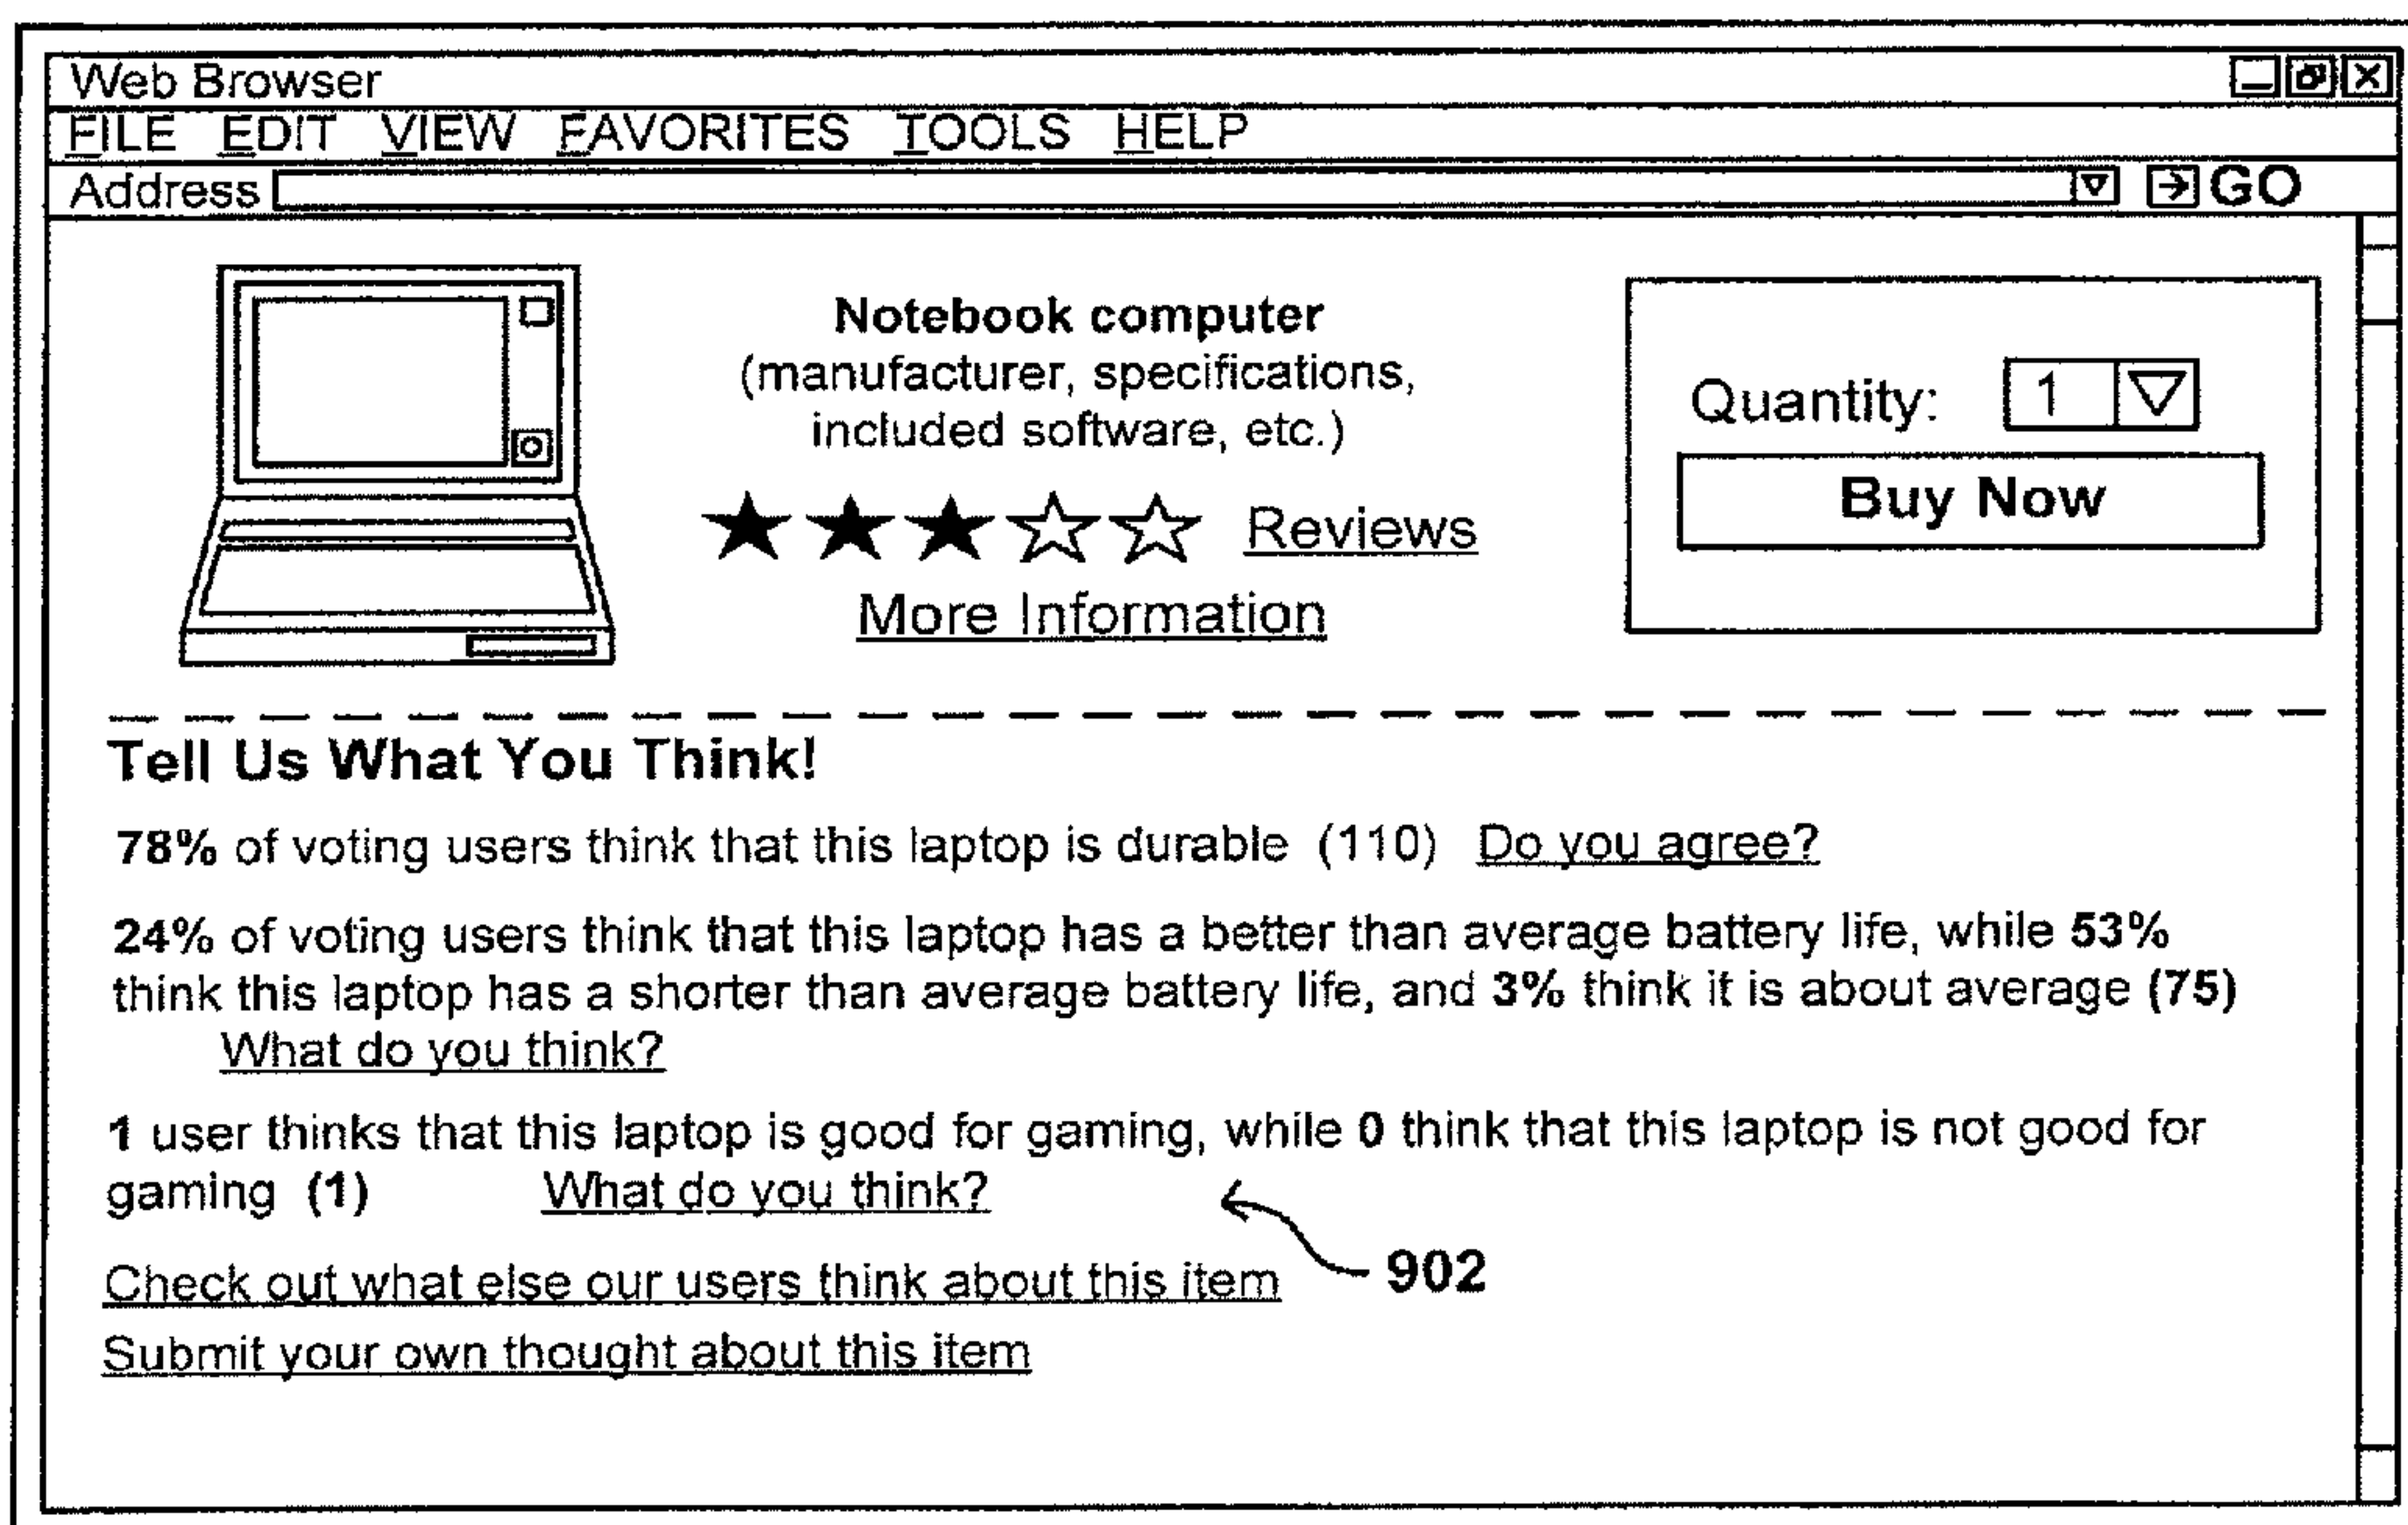 Web Browser
FILE EDIT VIEW FAVORITES TOOLS HELP
Address GO
Notebook computer
(manufacturer, specifications,
included software, etc.)
Reviews
More Information
Quantity: 1
Buy Now
Tell Us What You Think!
78% of voting users think that this laptop is durable (110) Do you agree?
24% of voting users think that this laptop has a better than average battery life, while 53%
think this laptop has a shorter than average battery life, and 3% think it is about average (75)
What do you think?
1 user thinks that this laptop is good for gaming, while 0 think that this laptop is not good for
gaming (1) What do you think?
902
Check out what else our users think about this item
Submit your own thought about this item